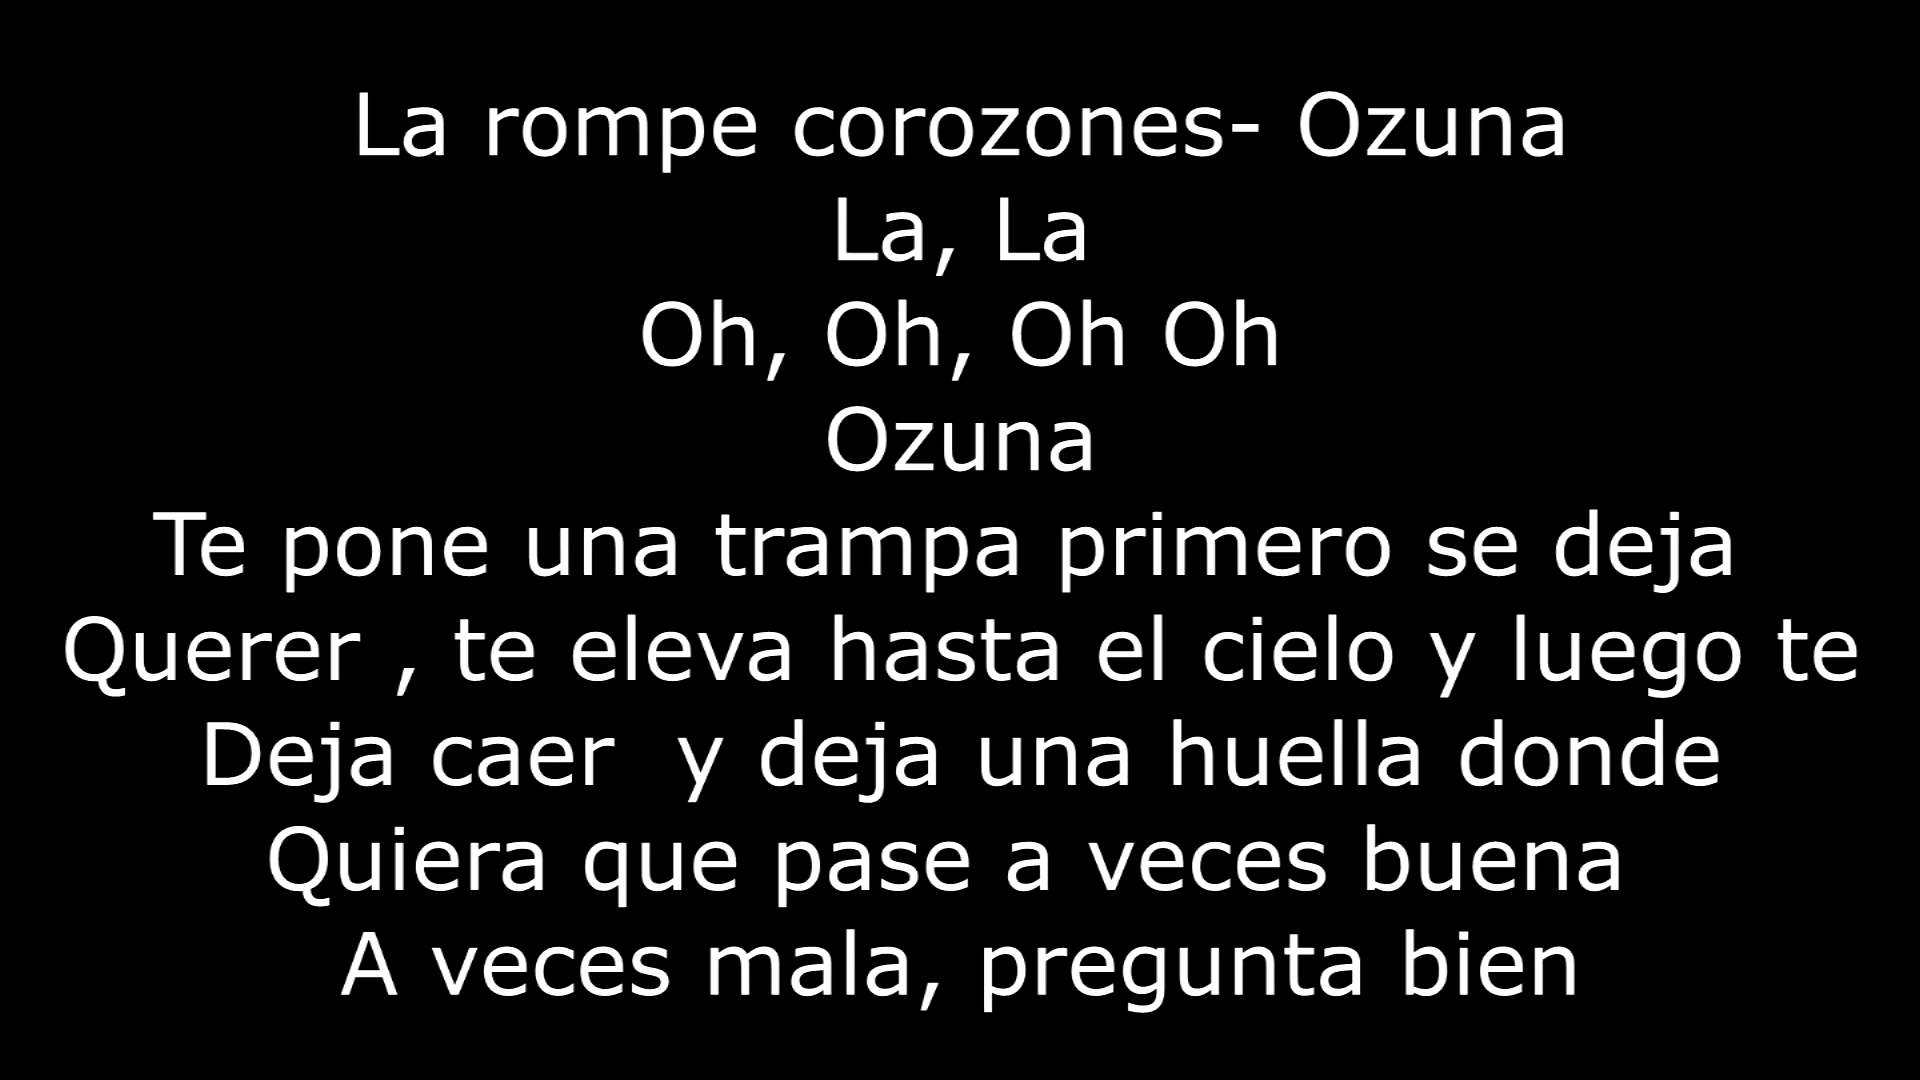 La rompe corozones- Ozuna
La, La
Oh, Oh, Oh Oh
Ozuna
Te pone una trampa primero se deja
Querer , te eleva hasta el cielo y luego te
Deja caer  y deja una huella donde
Quiera que pase a veces buena
A veces mala, pregunta bien